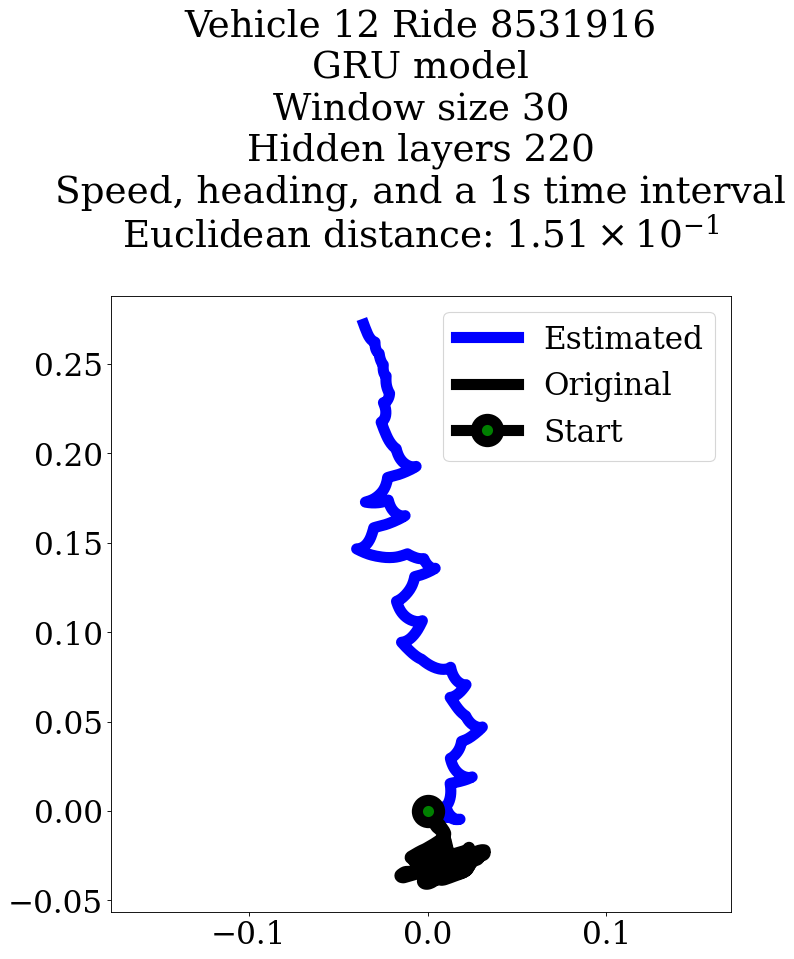 Vehicle 12 Ride 8531916
GRU model
Window size 30
Hidden layers 220
Speed, heading, and a 1s time interval
Euclidean distance: 1.51 × 10⁻¹
Estimated
Original
Start
0.25
0.20
0.15
0.10
0.05
0.00
−0.05
−0.1
0.0
0.1